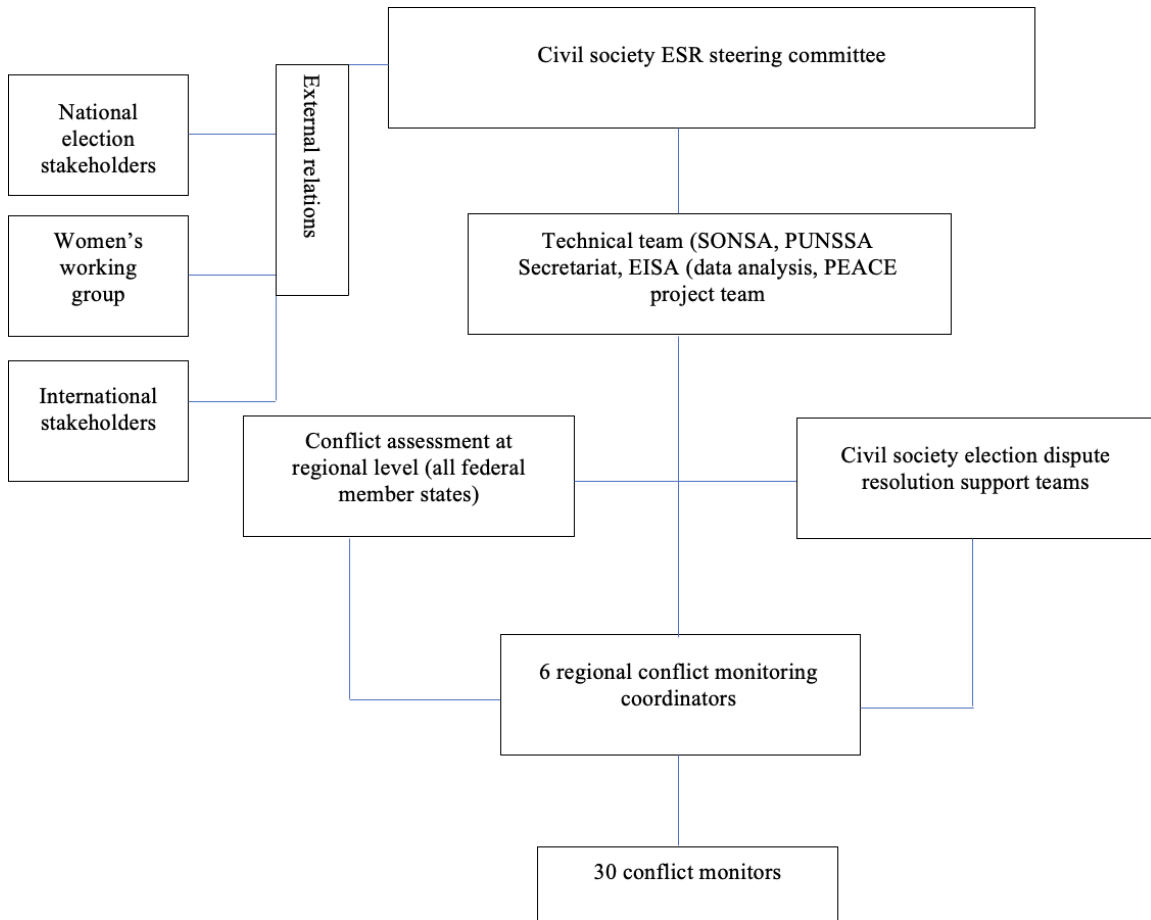 Civil society ESR steering committee
External relations
National
election
stakeholders
Women’s
working
group
International
stakeholders
Technical team (SONSA, PUNSSA
Secretariat, EISA (data analysis, PEACE
project team
Conflict assessment at
regional level (all federal
member states)
Civil society election dispute
resolution support teams
6 regional conflict monitoring
coordinators
30 conflict monitors